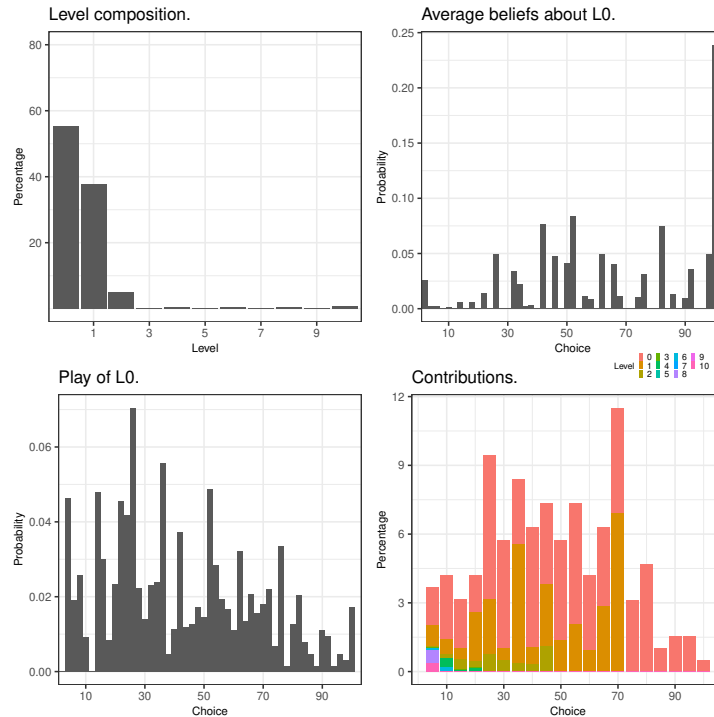 Level composition.
80
60
40
20
Percentage
1 3 5 7 9
Level
Average beliefs about L0.
0.25
0.20
0.15
0.10
0.05
0.00
Probability
10 30 50 70 90
Choice
Level
0 3 6 9
1 4 7 10
2 5 8
Play of L0.
0.06
0.04
0.02
0.00
Probability
10 30 50 70 90
Choice
Contributions.
12
9
6
3
0
Percentage
10 30 50 70 90
Choice